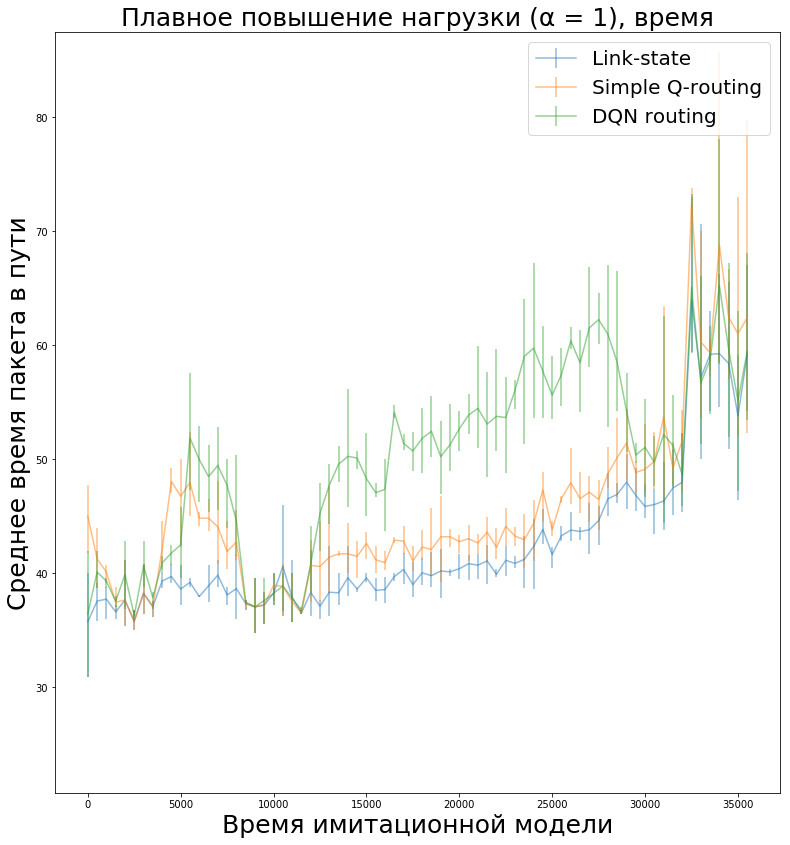 Плавное повышение нагрузки (α = 1), время
Link-state
Simple Q-routing
DQN routing
Среднее время пакета в пути
80
70
60
50
40
30
0
5000
10000
15000
20000
25000
30000
35000
Время имитационной модели